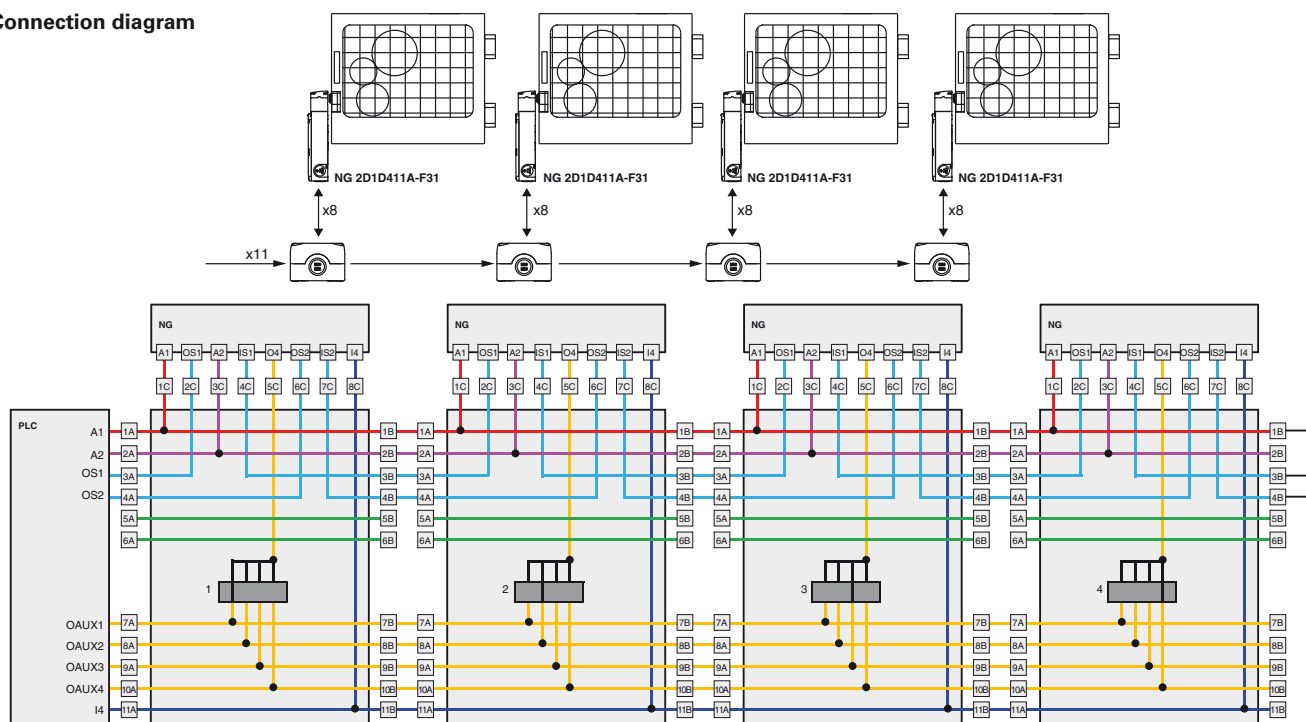 Connection diagram
NG 2D1D411A-F31 NG 2D1D411A-F31 NG 2D1D411A-F31 NG 2D1D411A-F31
x8 x8 x8 x8
x11
NG NG NG NG
A1 OS1 A2 IS1 O4 OS2 IS2 I4 A1 OS1 A2 IS1 O4 OS2 IS2 I4 A1 OS1 A2 IS1 O4 OS2 IS2 I4 A1 OS1 A2 IS1 O4 OS2 IS2 I4
1C 2C 3C 4C 5C 6C 7C 8C 1C 2C 3C 4C 5C 6C 7C 8C 1C 2C 3C 4C 5C 6C 7C 8C 1C 2C 3C 4C 5C 6C 7C 8C
PLC
A1 1A 1B 1A 1B 1A 1B 1A 1B
A2 2A 2B 2A 2B 2A 2B 2A 2B
OS1 3A 3B 3A 3B 3A 3B 3A 3B
OS2 4A 4B 4A 4B 4A 4B 4A 4B
5A 5B 5A 5B 5A 5B 5A 5B
6A 6B 6A 6B 6A 6B 6A 6B
1 2 3 4
OAUX1 7A 7B 7A 7B 7A 7B 7A 7B
OAUX2 8A 8B 8A 8B 8A 8B 8A 8B
OAUX3 9A 9B 9A 9B 9A 9B 9A 9B
OAUX4 10A 10B 10A 10B 10A 10B 10A 10B
I4 11A 11B 11A 11B 11A 11B 11A 11B